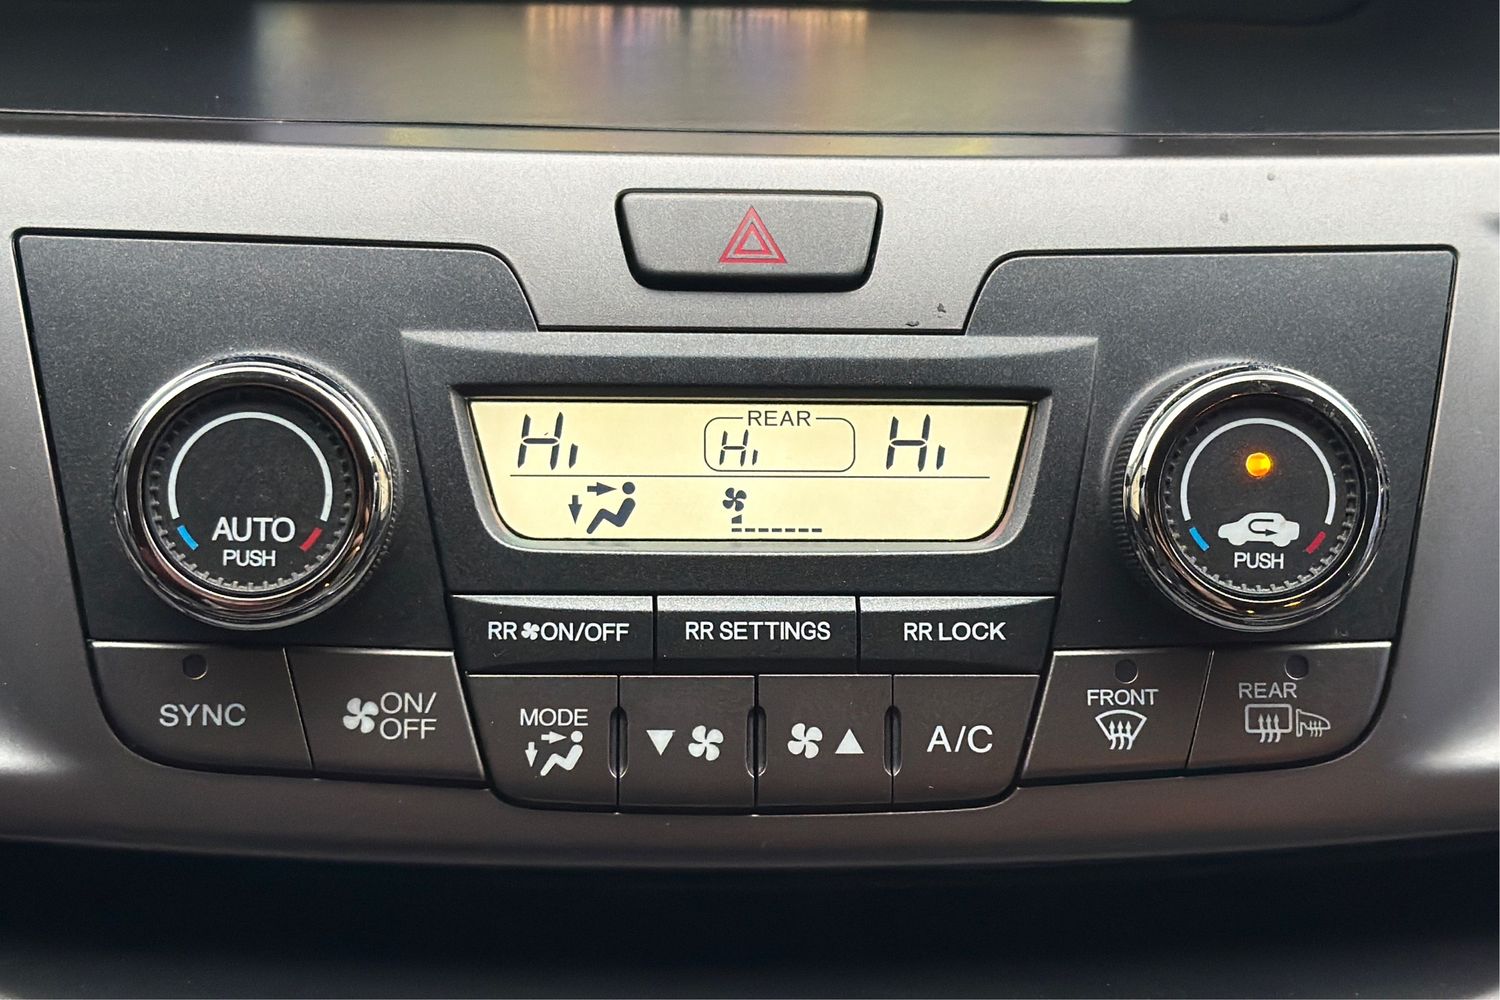 REAR
Hi Hi Hi
AUTO
PUSH
PUSH
RR ON/OFF
RR SETTINGS
RR LOCK
SYNC
ON/
OFF
MODE
A/C
FRONT
REAR